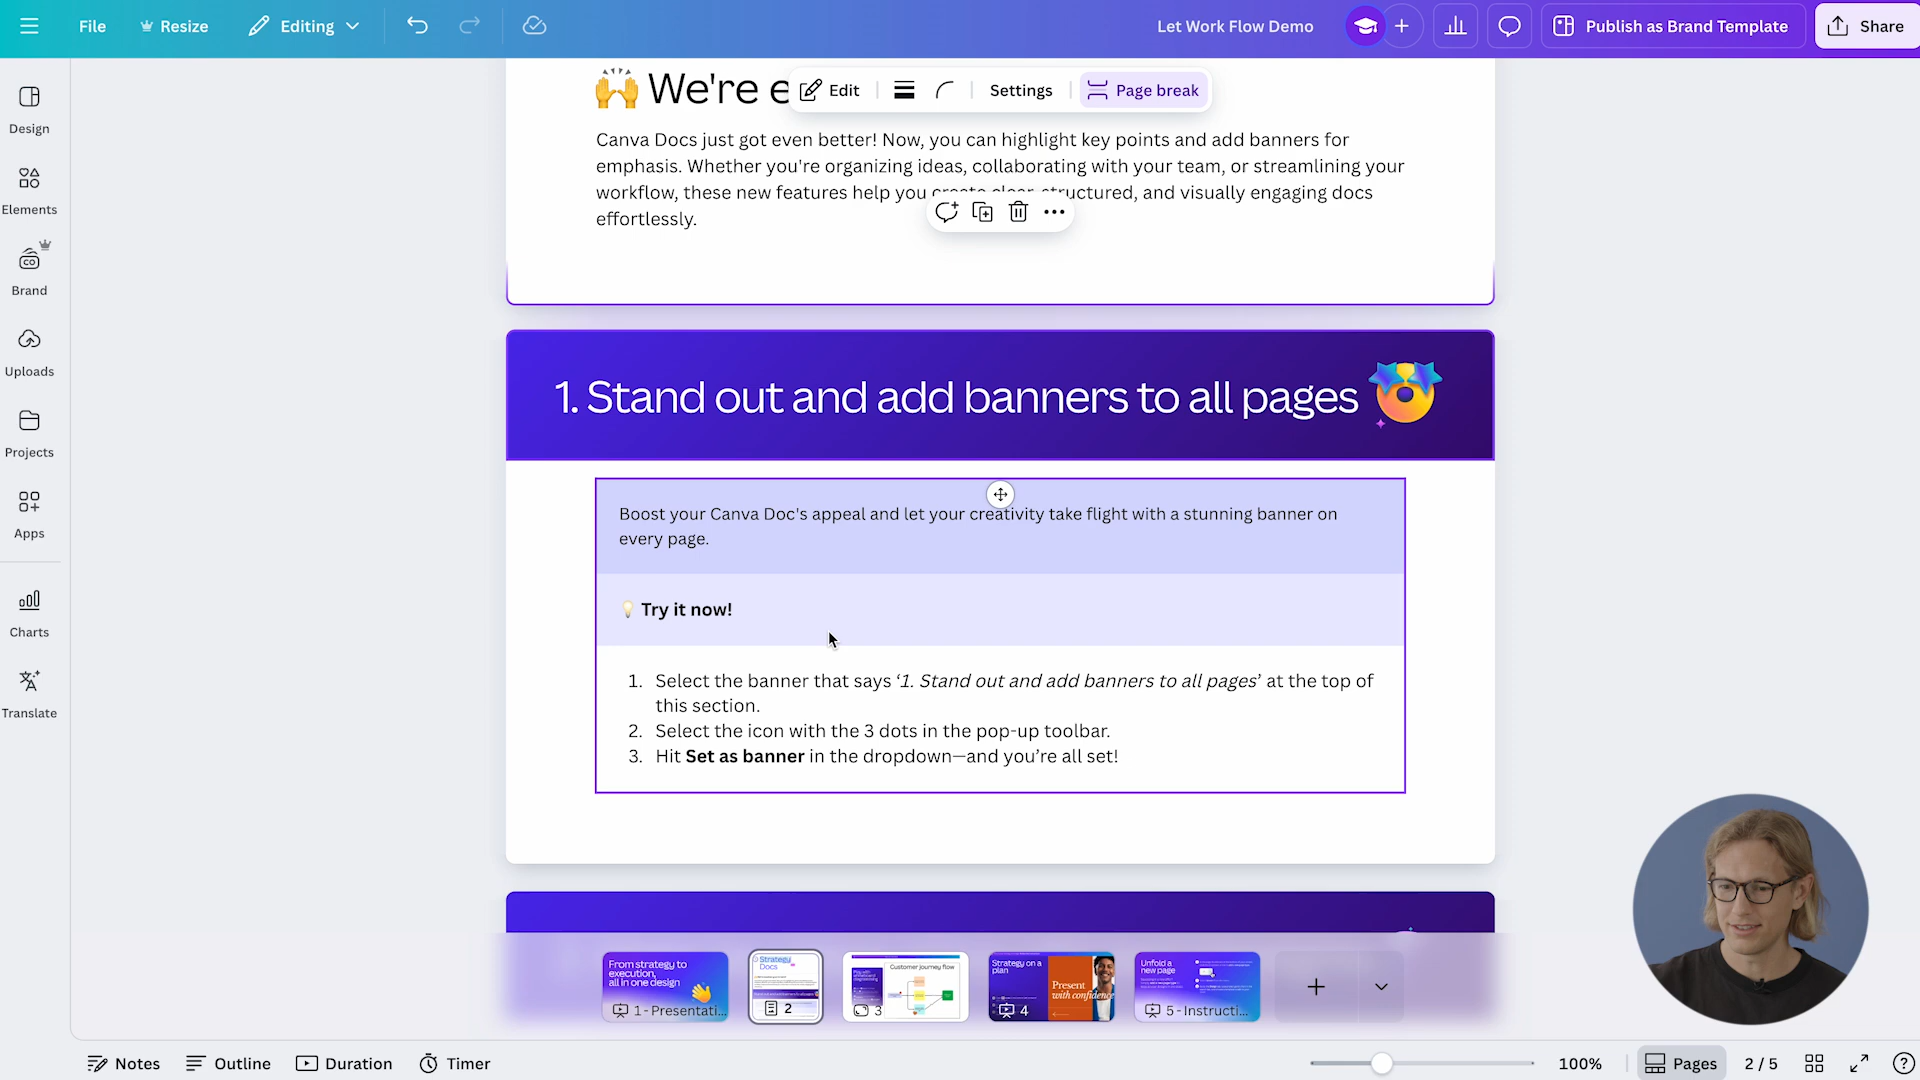 File
Resize
Editing
Let Work Flow Demo
Publish as Brand Template
Share
Design
Elements
Brand
Uploads
Projects
Apps
Charts
Translate
🙌 We're e
Edit
Settings
Page break
Canva Docs just got even better! Now, you can highlight key points and add banners for
emphasis. Whether you're organizing ideas, collaborating with your team, or streamlining your
workflow, these new features help you create clear, structured, and visually engaging docs
effortlessly.
1. Stand out and add banners to all pages
Boost your Canva Doc's appeal and let your creativity take flight with a stunning banner on
every page.
💡 Try it now!
1. Select the banner that says ‘1. Stand out and add banners to all pages’ at the top of
this section.
2. Select the icon with the 3 dots in the pop-up toolbar.
3. Hit Set as banner in the dropdown—and you’re all set!
From strategy to
execution,
all in one design
1 - Presentati...
Strategy
Docs
2
Customer journey flow
3
Strategy on a
plan
Present
with confidence
4
Unfold a
new page
5 - Instructi...
Notes
Outline
Duration
Timer
100%
Pages
2 / 5